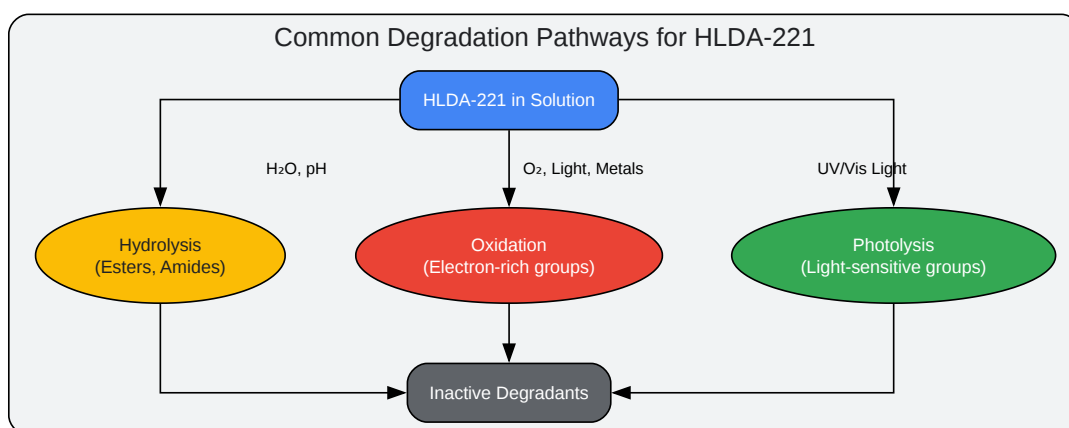 Common Degradation Pathways for HLDA-221
HLDA-221 in Solution
H₂O, pH
O₂, Light, Metals
UV/Vis Light
Hydrolysis
(Esters, Amides)
Oxidation
(Electron-rich groups)
Photolysis
(Light-sensitive groups)
Inactive Degradants